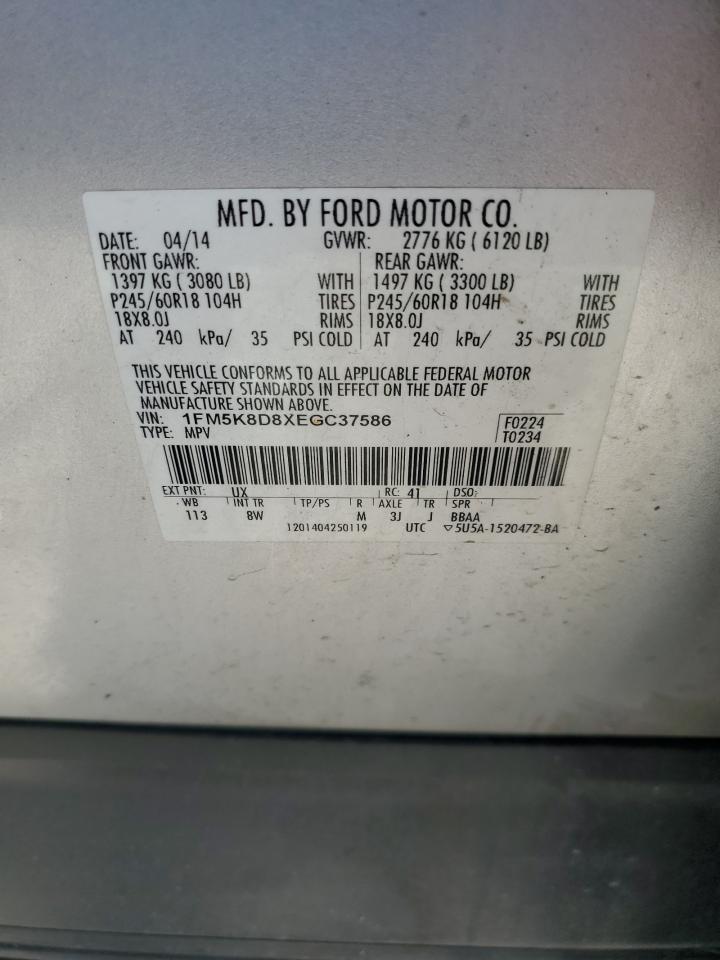 MFD. BY FORD MOTOR CO.
DATE: 04/14 GVWR: 2776 KG ( 6120 LB)
FRONT GAWR: REAR GAWR:
1397 KG ( 3080 LB) WITH 1497 KG ( 3300 LB) WITH
P245/60R18 104H TIRES P245/60R18 104H TIRES
18X8.0J RIMS 18X8.0J RIMS
AT 240 kPa/ 35 PSI COLD AT 240 kPa/ 35 PSI COLD
THIS VEHICLE CONFORMS TO ALL APPLICABLE FEDERAL MOTOR
VEHICLE SAFETY STANDARDS IN EFFECT ON THE DATE OF
MANUFACTURE SHOWN ABOVE.
VIN: 1FM5K8D8XEGC37586 F0224
TYPE: MPV T0234
EXT PNT: UX RC: 41 DSO:
WB INT TR TP/PS R AXLE TR SPR
113 8W M 3J J BBAA
1201404250119 UTC ▽5U5A-1520472-BA